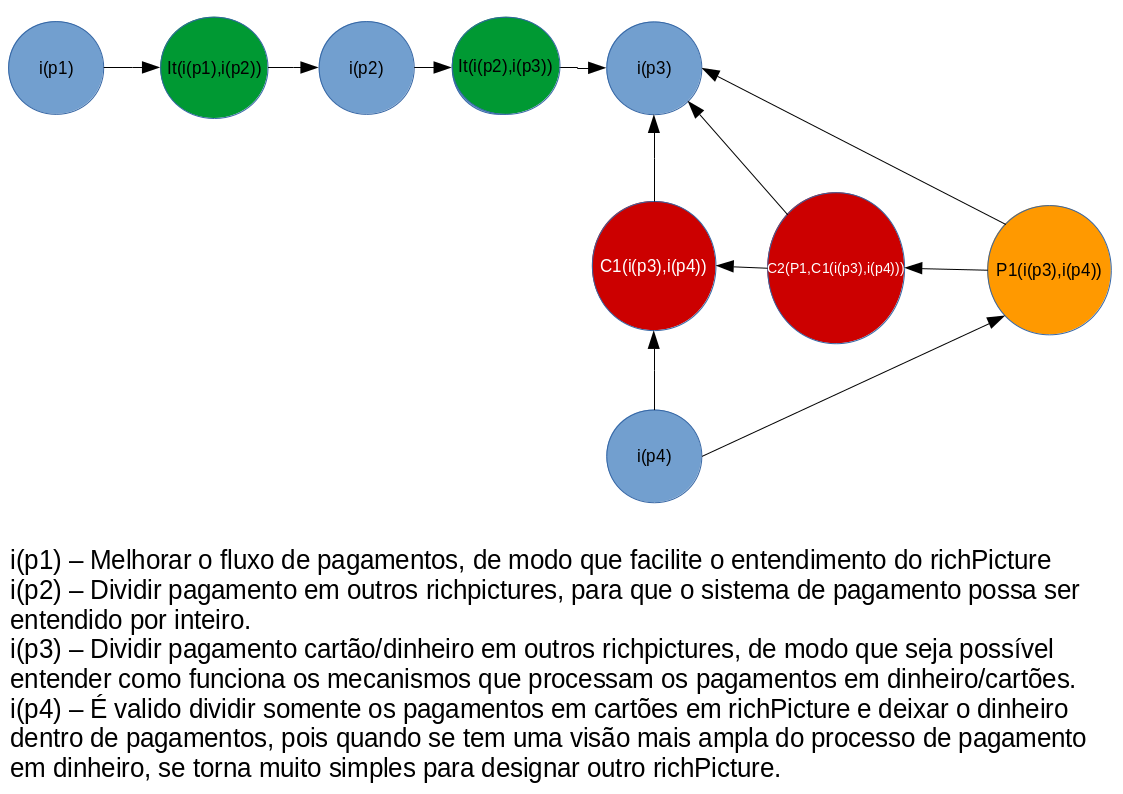 i(p1)
It(i(p1),i(p2))
i(p2)
It(i(p2),i(p3))
i(p3)
C1(i(p3),i(p4))
C2(P1,C1(i(p3),i(p4)))
P1(i(p3),i(p4))
i(p4)
i(p1) – Melhorar o fluxo de pagamentos, de modo que facilite o entendimento do richPicture
i(p2) – Dividir pagamento em outros richpictures, para que o sistema de pagamento possa ser
entendido por inteiro.
i(p3) – Dividir pagamento cartão/dinheiro em outros richpictures, de modo que seja possível
entender como funciona os mecanismos que processam os pagamentos em dinheiro/cartões.
i(p4) – É valido dividir somente os pagamentos em cartões em richPicture e deixar o dinheiro
dentro de pagamentos, pois quando se tem uma visão mais ampla do processo de pagamento
em dinheiro, se torna muito simples para designar outro richPicture.